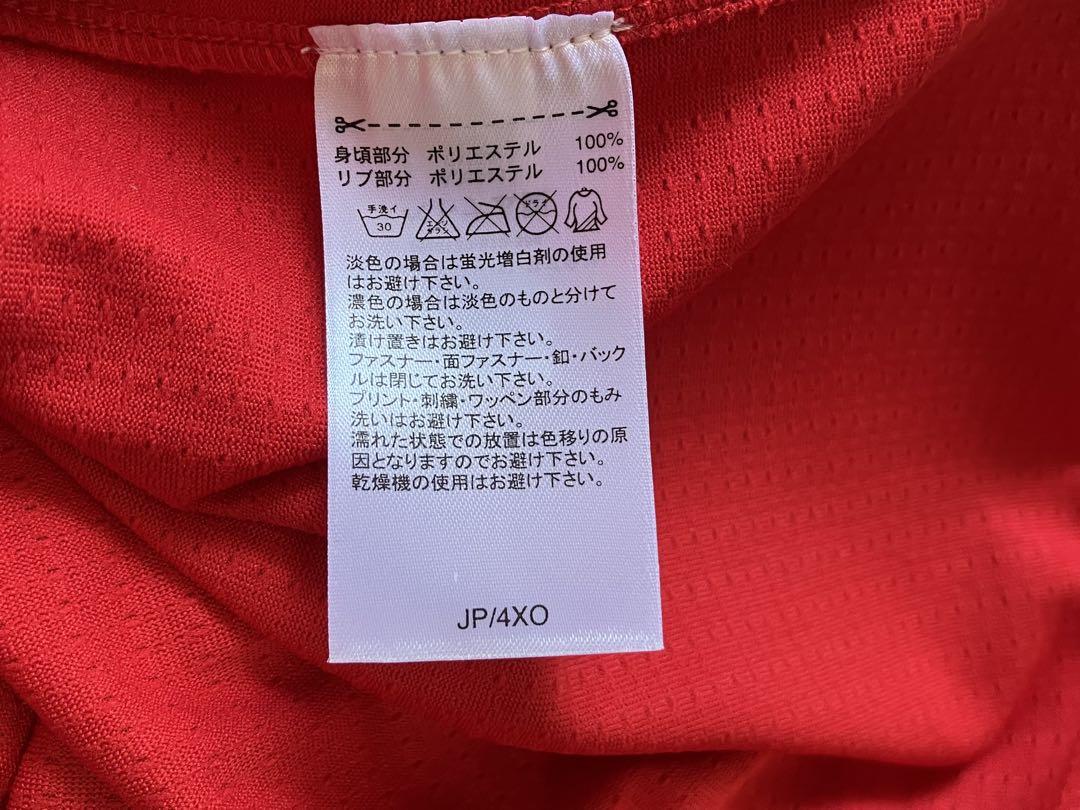 身頃部分 ポリエステル 100%
リブ部分 ポリエステル 100%
手洗イ 30 エンソサラシ ドライ
淡色の場合は蛍光増白剤の使用
はお避け下さい。
濃色の場合は淡色のものと分けて
お洗い下さい。
漬け置きはお避け下さい。
ファスナー・面ファスナー・釦・バック
ルは閉じてお洗い下さい。
プリント・刺繍・ワッペン部分のもみ
洗いはお避け下さい。
濡れた状態での放置は色移りの原
因となりますのでお避け下さい。
乾燥機の使用はお避け下さい。
JP/4XO